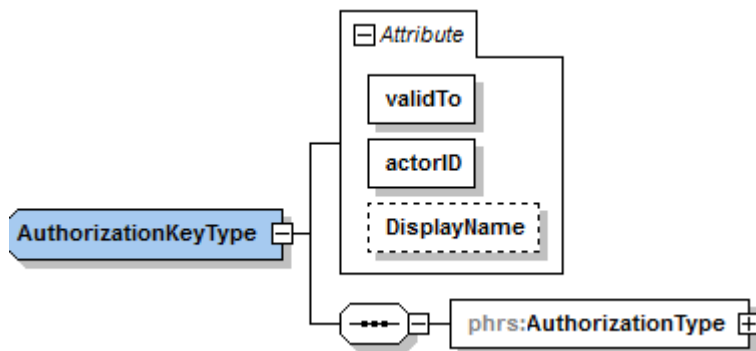 Attribute
validTo
actorID
DisplayName
AuthorizationKeyType
phrs:AuthorizationType